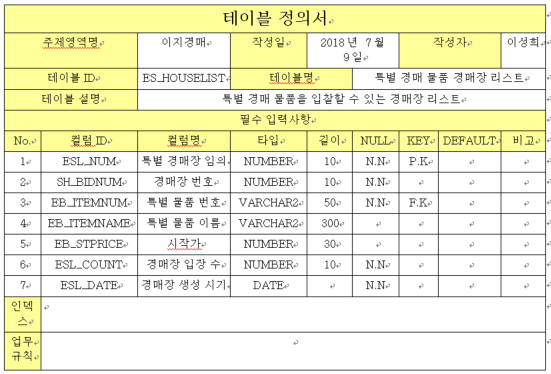 테이블 정의서
주제영역명 이지경매 작성일 2018년 7월 9일 작성자 이성희
테이블 ID ES_HOUSELIST 테이블명 특별 경매 물품 경매장 리스트
테이블 설명 특별 경매 물품을 입찰할 수 있는 경매장 리스트
필수 입력사항
No. 컬럼 ID 컬럼명 타입 길이 NULL KEY DEFAULT 비고
1 ESL_NUM 특별 경매장 임의 NUMBER 10 N.N P.K
2 SH_BIDNUM 경매장 번호 NUMBER 10 N.N
3 EB_ITEMNUM 특별 물품 번호 VARCHAR2 50 N.N F.K
4 EB_ITEMNAME 특별 물품 이름 VARCHAR2 300
5 EB_STPRICE 시작가 NUMBER 30
6 ESL_COUNT 경매장 입장 수 NUMBER 10 N.N
7 ESL_DATE 경매장 생성 시기 DATE N.N
인덱스
업무 규칙